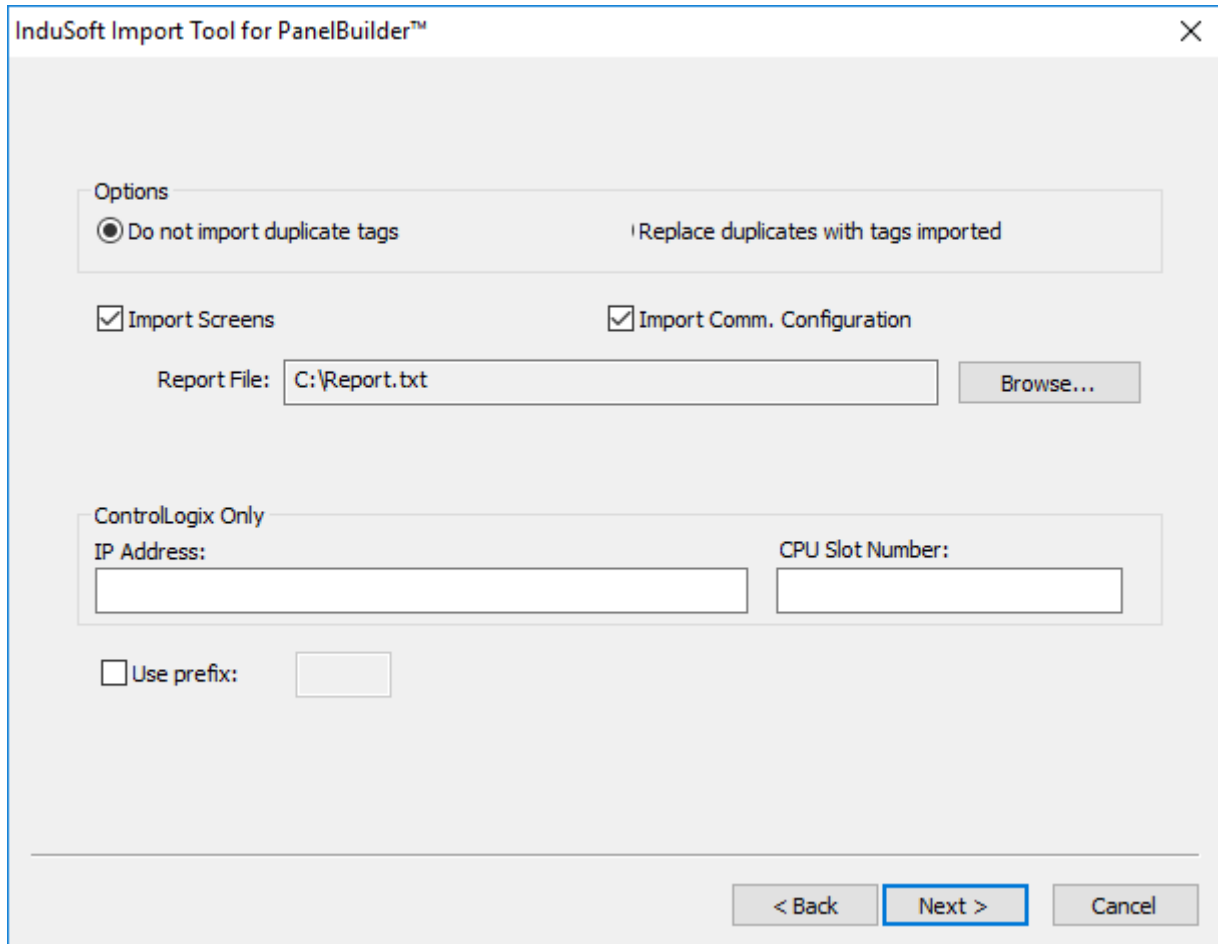 InduSoft Import Tool for PanelBuilder™
Options
Do not import duplicate tags
Replace duplicates with tags imported
Import Screens
Import Comm. Configuration
Report File: C:\Report.txt Browse...
ControlLogix Only
IP Address: CPU Slot Number:
Use prefix:
< Back Next > Cancel